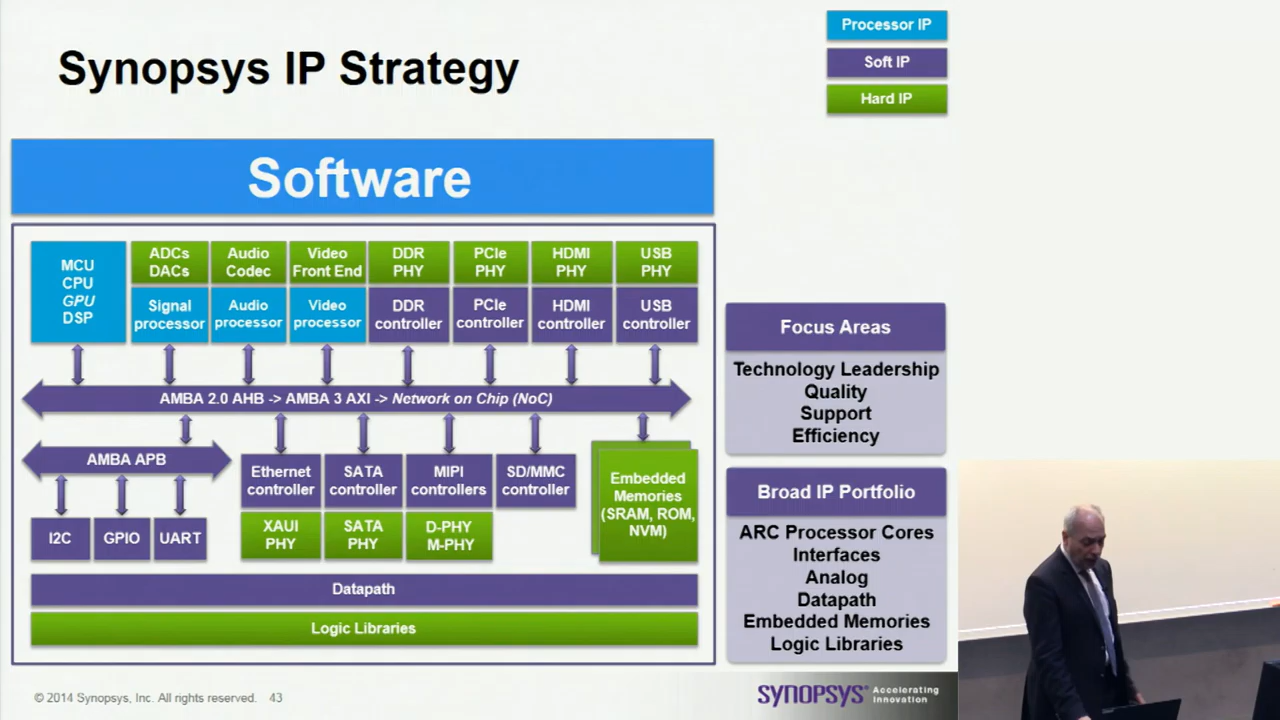 Synopsys IP Strategy
Processor IP
Soft IP
Hard IP
Software
MCU
CPU
GPU
DSP
ADCs
DACs
Audio
Codec
Video
Front End
DDR
PHY
PCIe
PHY
HDMI
PHY
USB
PHY
Signal
processor
Audio
processor
Video
processor
DDR
controller
PCIe
controller
HDMI
controller
USB
controller
AMBA 2.0 AHB -> AMBA 3 AXI -> Network on Chip (NoC)
AMBA APB
I2C
GPIO
UART
Ethernet
controller
SATA
controller
MIPI
controllers
SD/MMC
controller
XAUI
PHY
SATA
PHY
D-PHY
M-PHY
Embedded
Memories
(SRAM, ROM,
NVM)
Datapath
Logic Libraries
Focus Areas
Technology Leadership
Quality
Support
Efficiency
Broad IP Portfolio
ARC Processor Cores
Interfaces
Analog
Datapath
Embedded Memories
Logic Libraries
© 2014 Synopsys, Inc. All rights reserved. 43
SYNOPSYS®
Accelerating
Innovation